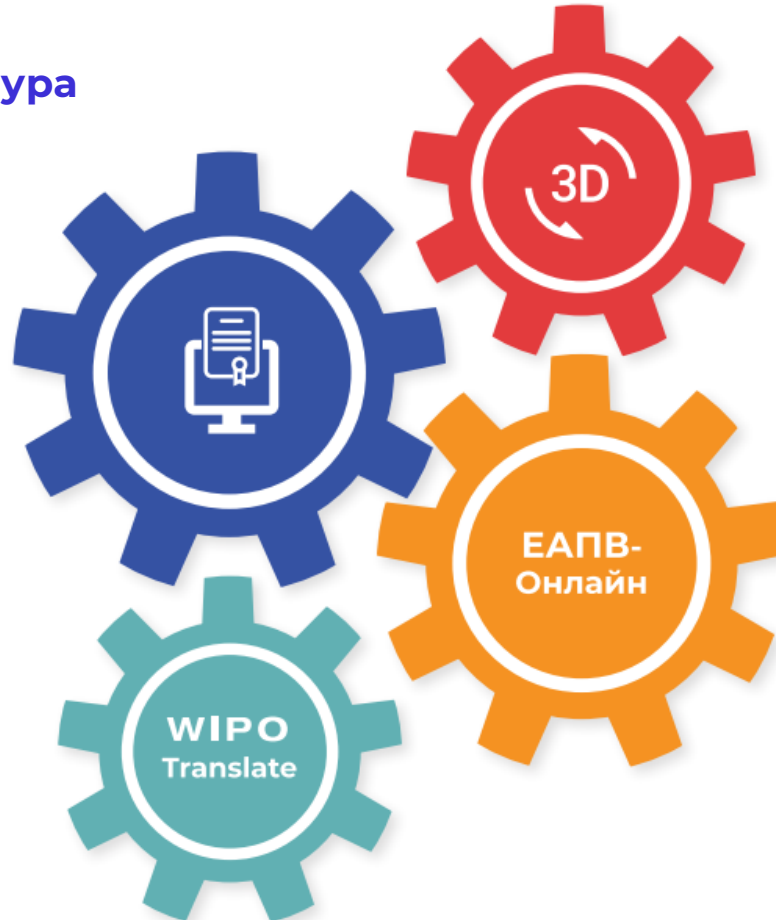 ура
3D
ЕАПВ-
Онлайн
WIPO
Translate